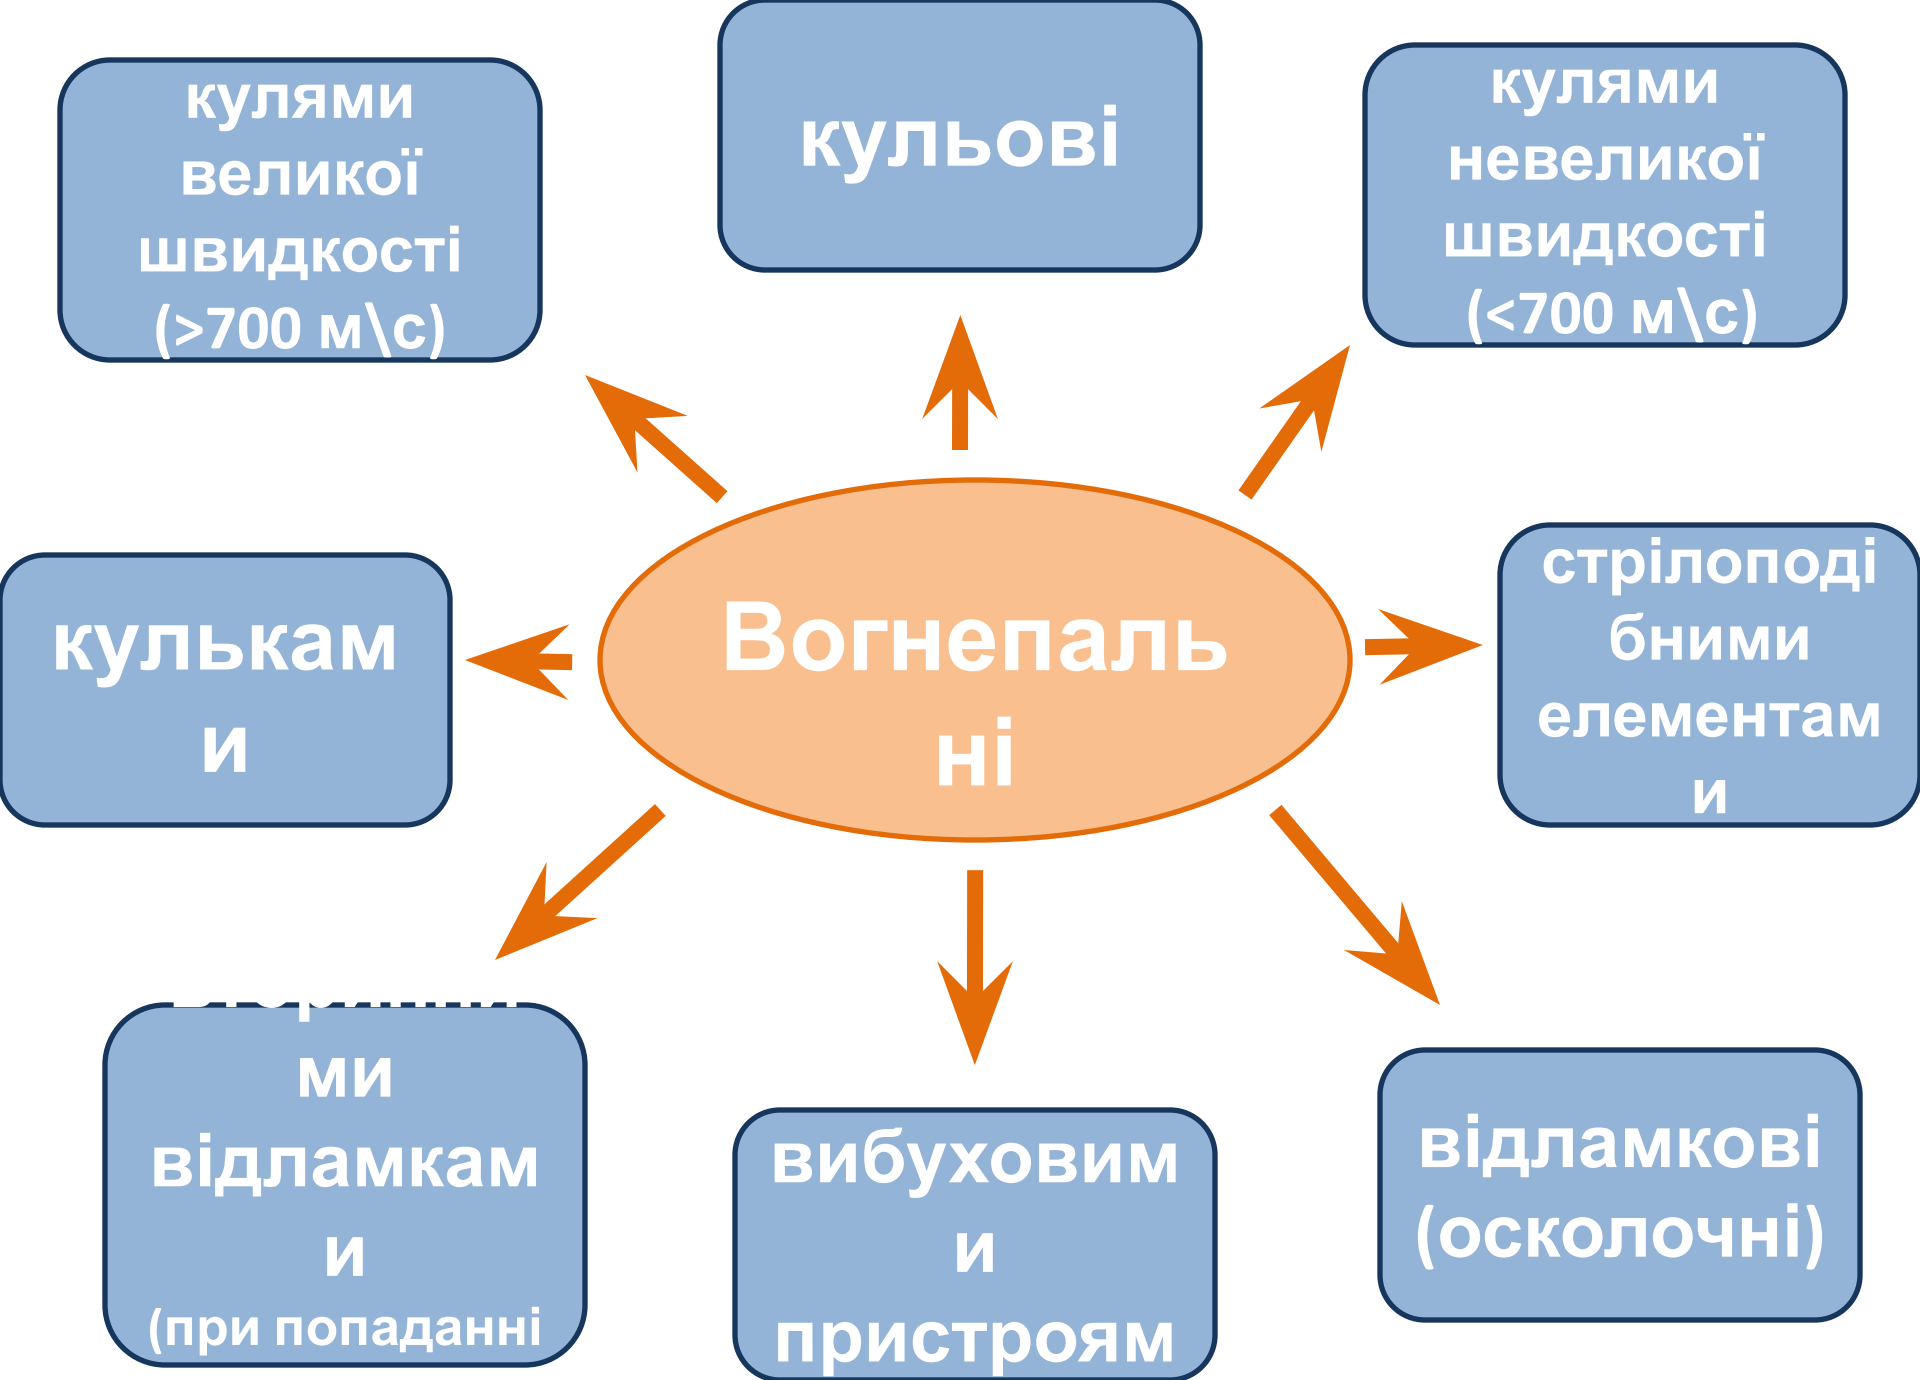 кульові
кулями
великої
швидкості
(>700 м\с)
кулями
невеликої
швидкості
(<700 м\с)
кулькам
и
Вогнепаль
ні
стрілоподі
бними
елементам
и
ми
відламкам
и
(при попаданні
вибуховим
и
пристроям
відламкові
(осколочні)